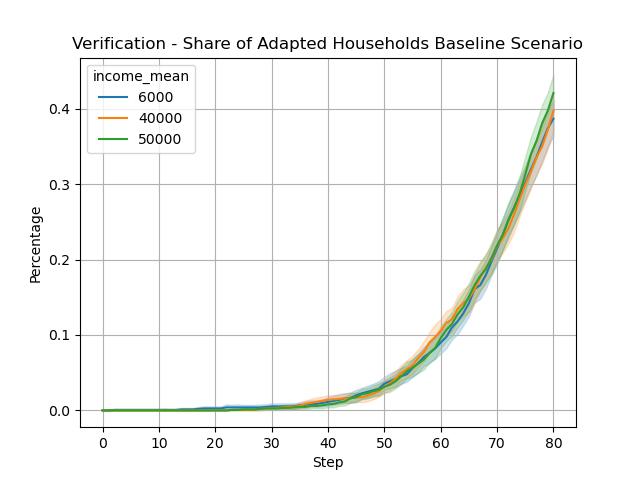 Verification - Share of Adapted Households Baseline Scenario
income_mean
6000
40000
50000
Percentage
0.4
0.3
0.2
0.1
0.0
0 10 20 30 40 50 60 70 80
Step